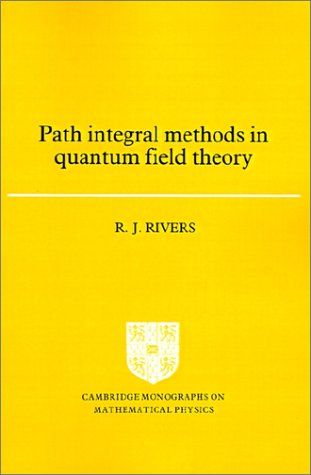 Path integral methods in
quantum field theory
R. J. RIVERS
CAMBRIDGE MONOGRAPHS ON
MATHEMATICAL PHYSICS